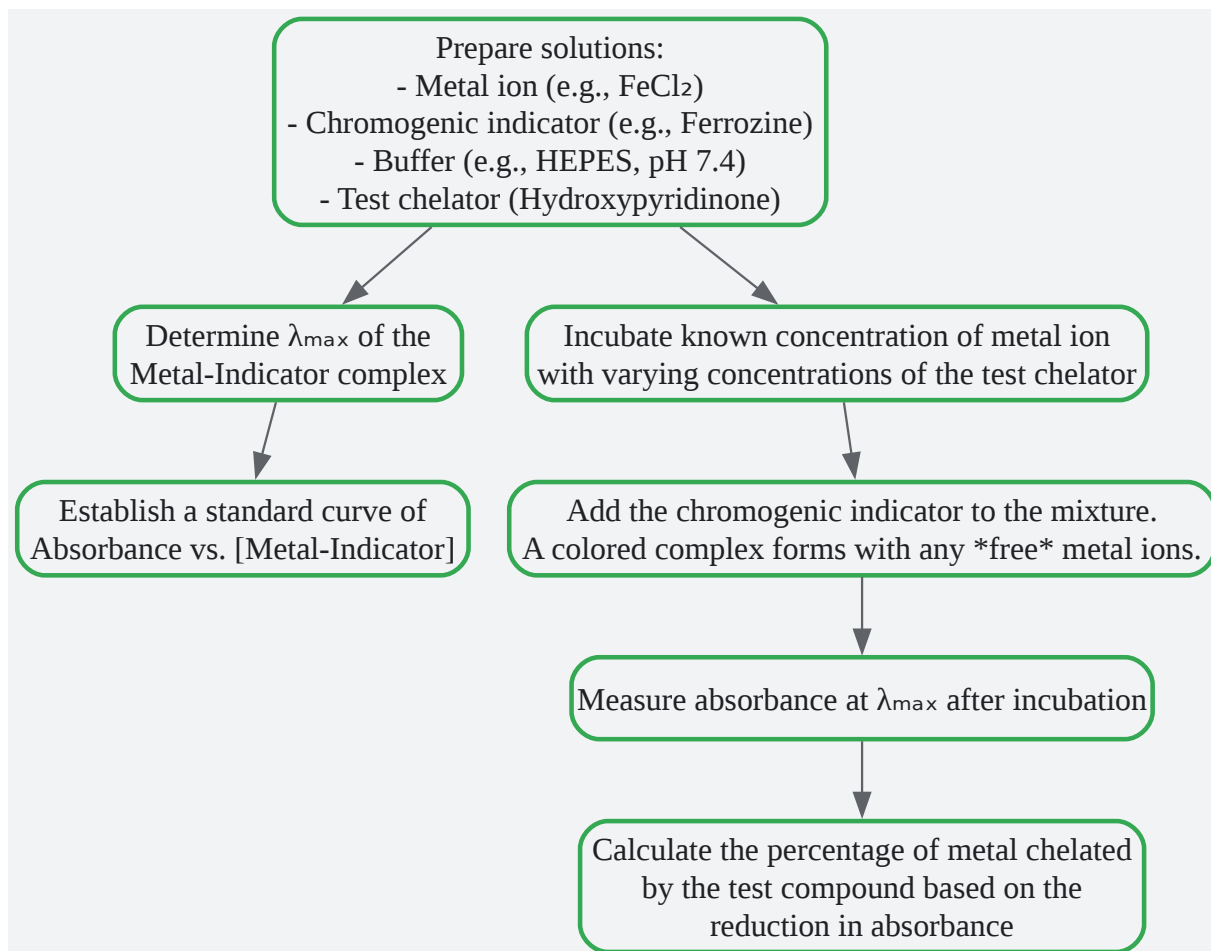 Prepare solutions:
- Metal ion (e.g., FeCl₂)
- Chromogenic indicator (e.g., Ferrozine)
- Buffer (e.g., HEPES, pH 7.4)
- Test chelator (Hydroxypyridinone)
Determine λₘₐₓ of the
Metal-Indicator complex
Incubate known concentration of metal ion
with varying concentrations of the test chelator
Establish a standard curve of
Absorbance vs. [Metal-Indicator]
Add the chromogenic indicator to the mixture.
A colored complex forms with any *free* metal ions.
Measure absorbance at λₘₐₓ after incubation
Calculate the percentage of metal chelated
by the test compound based on the
reduction in absorbance